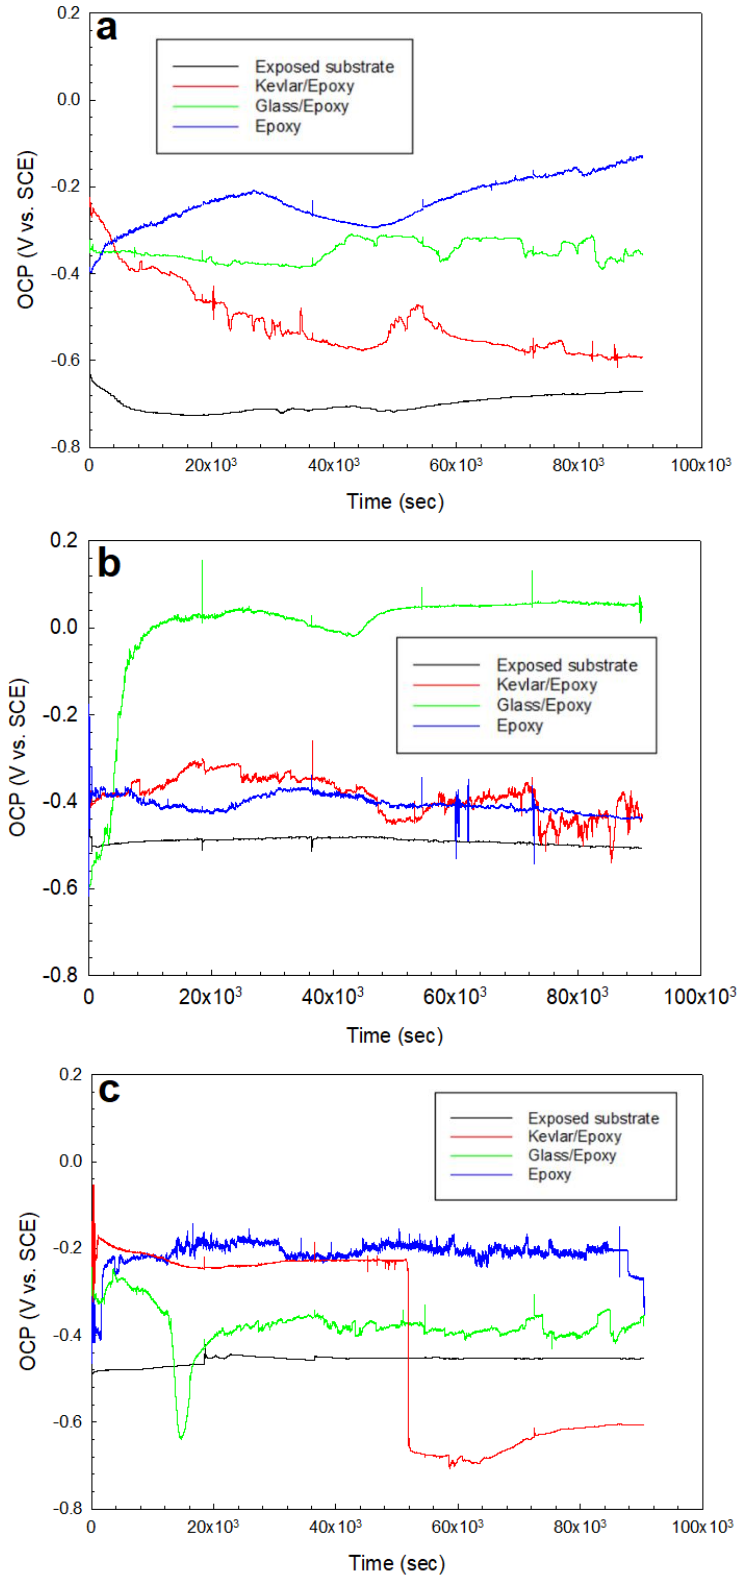 a
0.2
0.0
-0.2
-0.4
-0.6
-0.8
OCP (V vs. SCE)
Exposed substrate
Kevlar/Epoxy
Glass/Epoxy
Epoxy
0 20x10³ 40x10³ 60x10³ 80x10³ 100x10³
Time (sec)
b
0.2
0.0
-0.2
-0.4
-0.6
-0.8
OCP (V vs. SCE)
Exposed substrate
Kevlar/Epoxy
Glass/Epoxy
Epoxy
0 20x10³ 40x10³ 60x10³ 80x10³ 100x10³
Time (sec)
c
0.2
0.0
-0.2
-0.4
-0.6
-0.8
OCP (V vs. SCE)
Exposed substrate
Kevlar/Epoxy
Glass/Epoxy
Epoxy
0 20x10³ 40x10³ 60x10³ 80x10³ 100x10³
Time (sec)